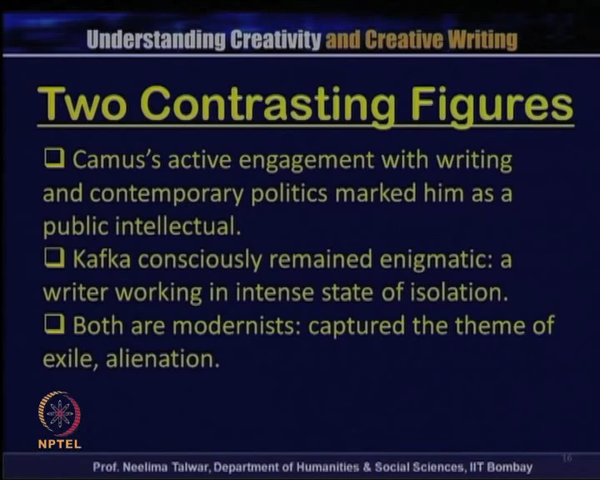 Understanding Creativity and Creative Writing
Two Contrasting Figures
❑ Camus's active engagement with writing
and contemporary politics marked him as a
public intellectual.
❑ Kafka consciously remained enigmatic: a
writer working in intense state of isolation.
❑ Both are modernists: captured the theme of
exile, alienation.
NPTEL
16
Prof. Neelima Talwar, Department of Humanities & Social Sciences, IIT Bombay